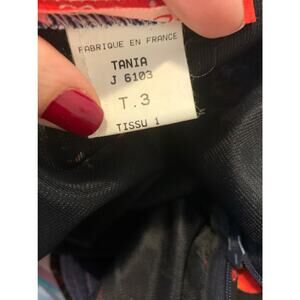 FABRIQUE EN FRANCE
TANIA
J 6103
T.3
TISSU 1